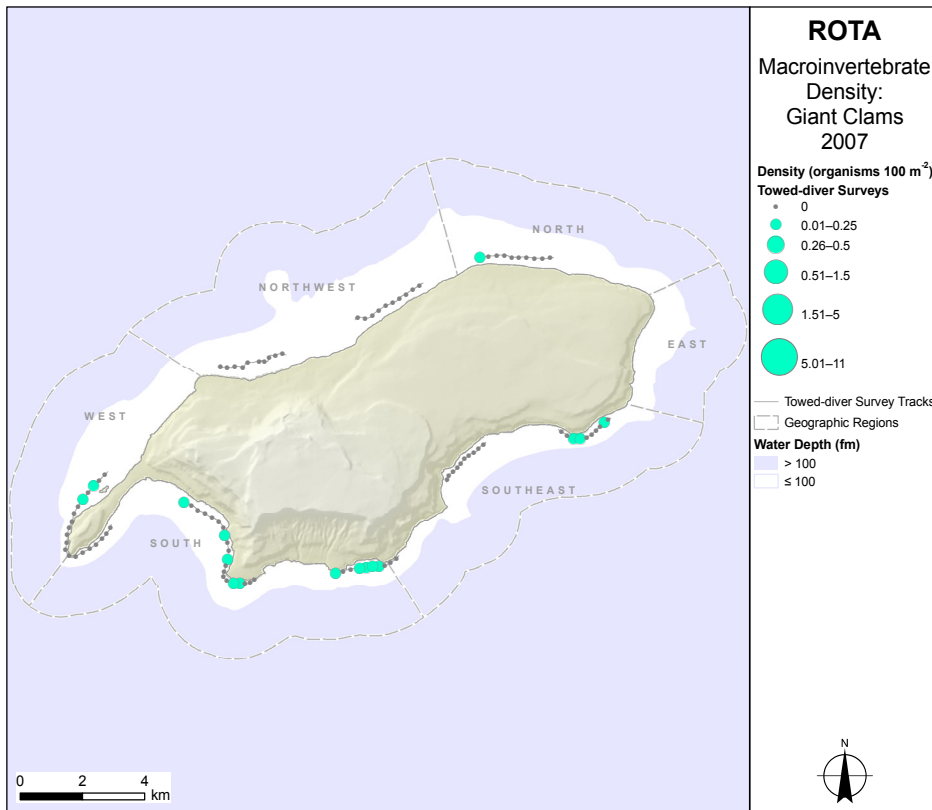 ROTA
Macroinvertebrate
Density:
Giant Clams
2007
Density (organisms 100 m⁻²)
Towed-diver Surveys
0
0.01–0.25
0.26–0.5
0.51–1.5
1.51–5
5.01–11
Towed-diver Survey Tracks
Geographic Regions
Water Depth (fm)
> 100
≤ 100
N
NORTH
NORTHWEST
EAST
WEST
SOUTHEAST
SOUTH
0 2 4
km